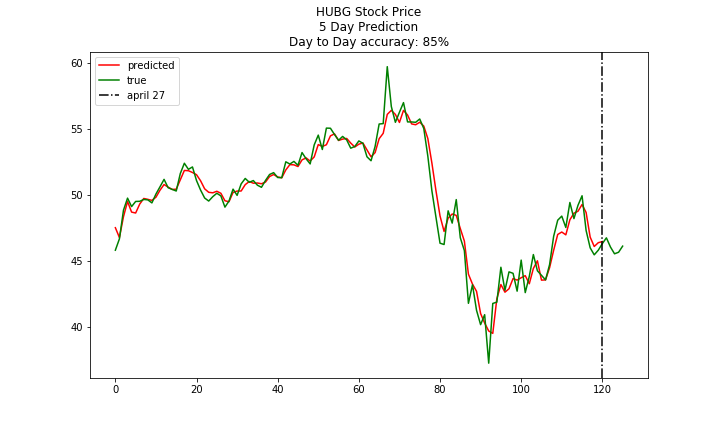 HUBG Stock Price
5 Day Prediction
Day to Day accuracy: 85%
predicted
true
april 27
60
55
50
45
40
0 20 40 60 80 100 120